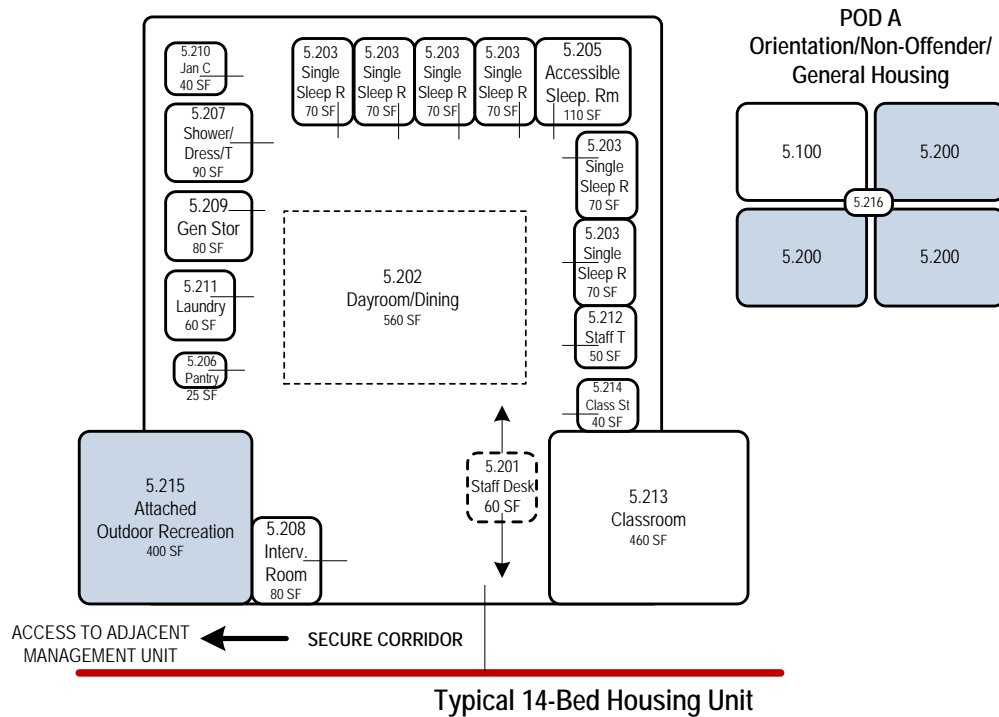 5.210
Jan C
40 SF
5.207
Shower/
Dress/T
90 SF
5.209
Gen Stor
80 SF
5.211
Laundry
60 SF
5.206
Pantry
25 SF
5.203
Single
Sleep R
70 SF
5.203
Single
Sleep R
70 SF
5.203
Single
Sleep R
70 SF
5.203
Single
Sleep R
70 SF
5.205
Accessible
Sleep. Rm
110 SF
5.203
Single
Sleep R
70 SF
5.203
Single
Sleep R
70 SF
5.212
Staff T
50 SF
5.214
Class St
40 SF
5.202
Dayroom/Dining
560 SF
5.201
Staff Desk
60 SF
5.215
Attached
Outdoor Recreation
400 SF
5.208
Interv.
Room
80 SF
5.213
Classroom
460 SF
ACCESS TO ADJACENT
MANAGEMENT UNIT
SECURE CORRIDOR
Typical 14-Bed Housing Unit
POD A
Orientation/Non-Offender/
General Housing
5.100
5.200
5.216
5.200
5.200